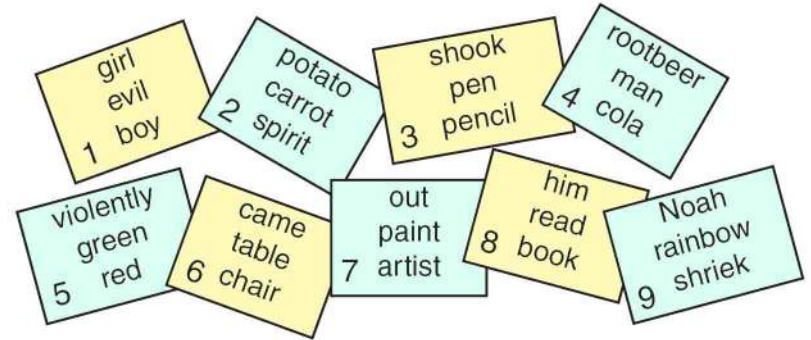 girl
evil
1 boy
potato
carrot
2 spirit
shook
pen
3 pencil
rootbeer
man
4 cola
violently
green
5 red
came
table
6 chair
out
paint
7 artist
him
read
8 book
Noah
rainbow
9 shriek